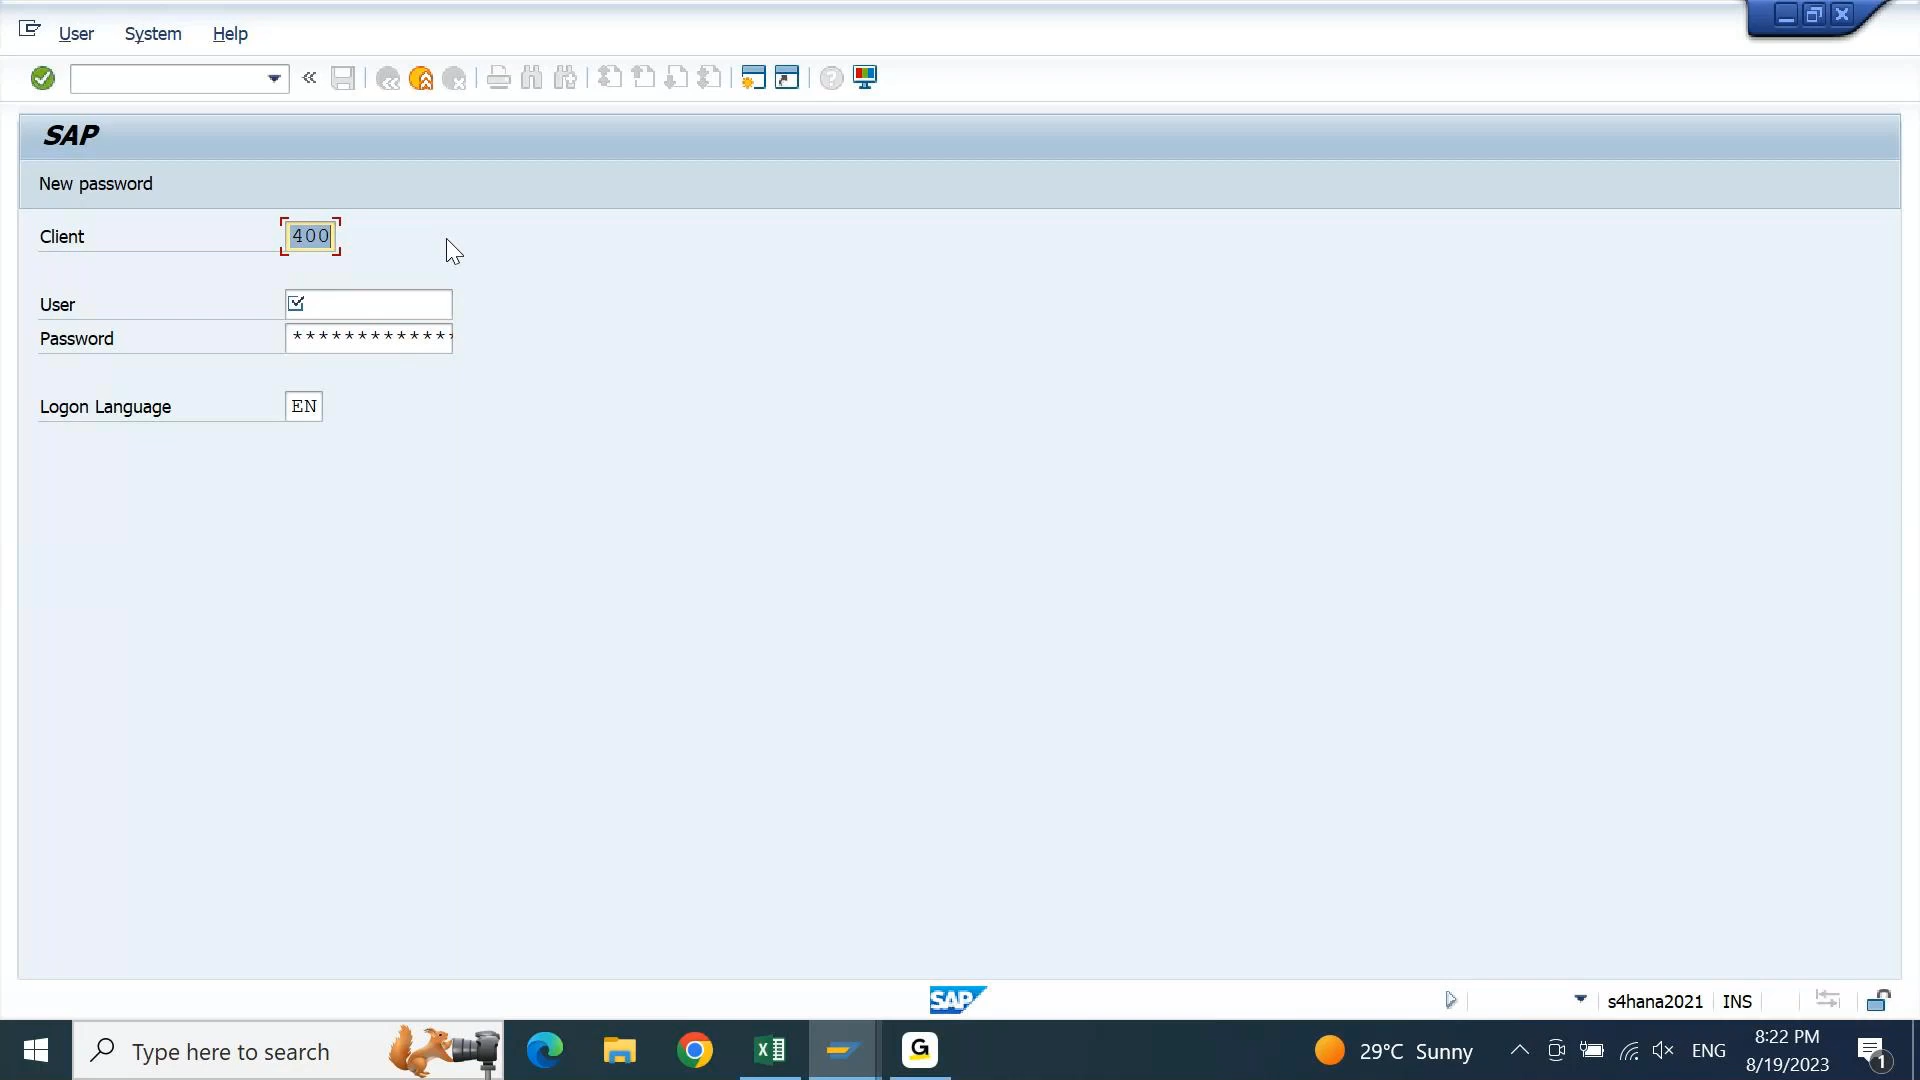 User System Help
SAP
New password
Client 400
User
Password *************
Logon Language EN
SAP
s4hana2021 INS
Type here to search
G
29°C Sunny
ENG
8:22 PM
8/19/2023
1